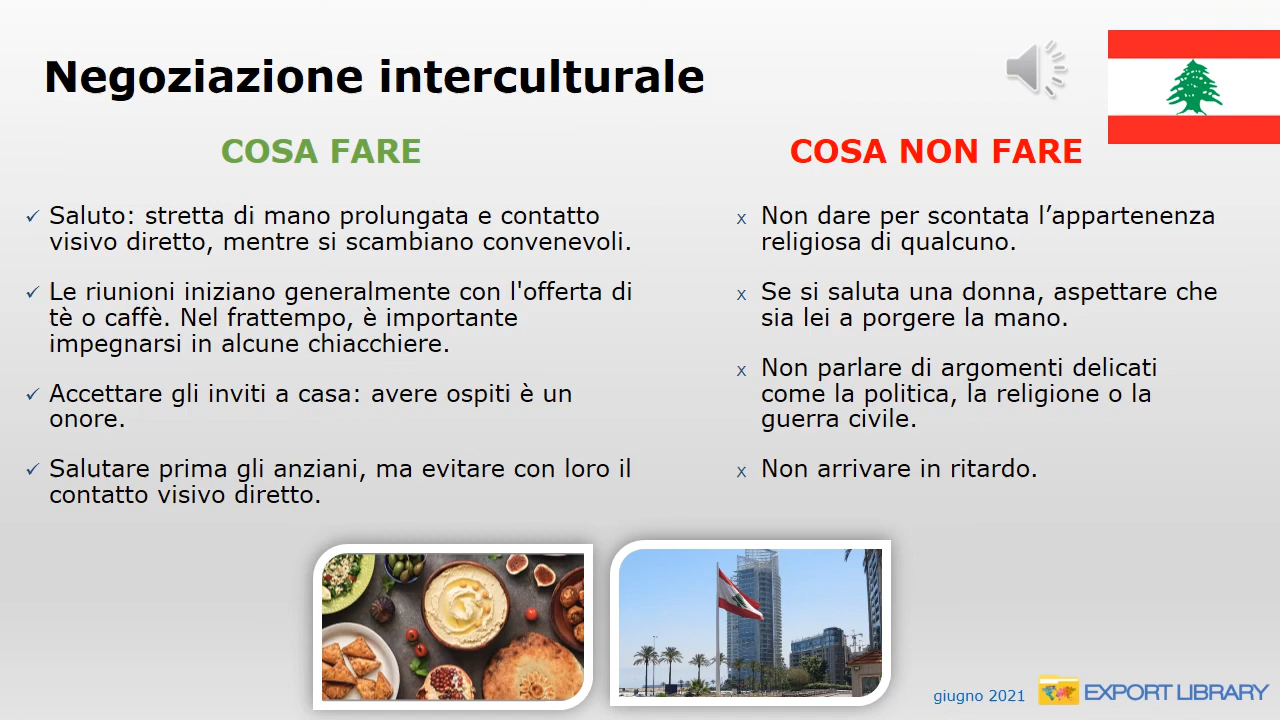 Negoziazione interculturale
COSA FARE
✓ Saluto: stretta di mano prolungata e contatto
visivo diretto, mentre si scambiano convenevoli.
✓ Le riunioni iniziano generalmente con l'offerta di
tè o caffè. Nel frattempo, è importante
impegnarsi in alcune chiacchiere.
✓ Accettare gli inviti a casa: avere ospiti è un
onore.
✓ Salutare prima gli anziani, ma evitare con loro il
contatto visivo diretto.
COSA NON FARE
x Non dare per scontata l’appartenenza
religiosa di qualcuno.
x Se si saluta una donna, aspettare che
sia lei a porgere la mano.
x Non parlare di argomenti delicati
come la politica, la religione o la
guerra civile.
x Non arrivare in ritardo.
giugno 2021
EXPORT LIBRARY